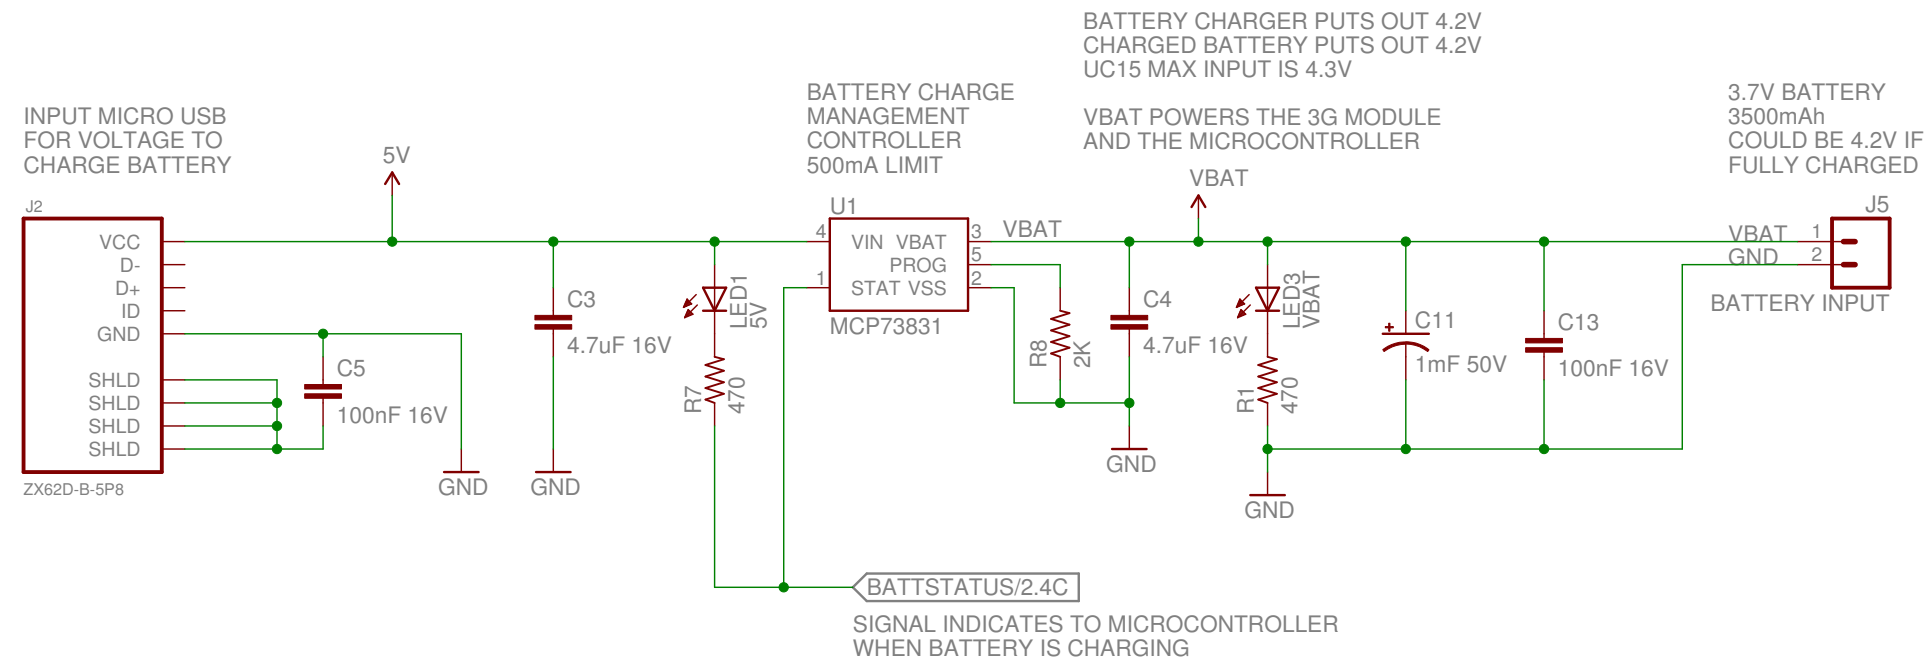 BATTERY CHARGER PUTS OUT 4.2V
CHARGED BATTERY PUTS OUT 4.2V
UC15 MAX INPUT IS 4.3V
VBAT POWERS THE 3G MODULE
AND THE MICROCONTROLLER
INPUT MICRO USB
FOR VOLTAGE TO
CHARGE BATTERY
BATTERY CHARGE
MANAGEMENT
CONTROLLER
500mA LIMIT
3.7V BATTERY
3500mAh
COULD BE 4.2V IF
FULLY CHARGED
5V
VBAT
J2
VCC
D-
D+
ID
GND
SHLD
SHLD
SHLD
SHLD
ZX62D-B-5P8
C5
100nF 16V
GND
C3
4.7uF 16V
GND
LED1
5V
R7
470
U1
4
VIN
VBAT
3
VBAT
PROG
5
1
STAT
VSS
2
MCP73831
R8
2K
C4
4.7uF 16V
GND
LED3
VBAT
R1
470
GND
C11
+
1mF 50V
C13
100nF 16V
J5
VBAT
1
GND
2
BATTERY INPUT
BATTSTATUS/2.4C
SIGNAL INDICATES TO MICROCONTROLLER
WHEN BATTERY IS CHARGING